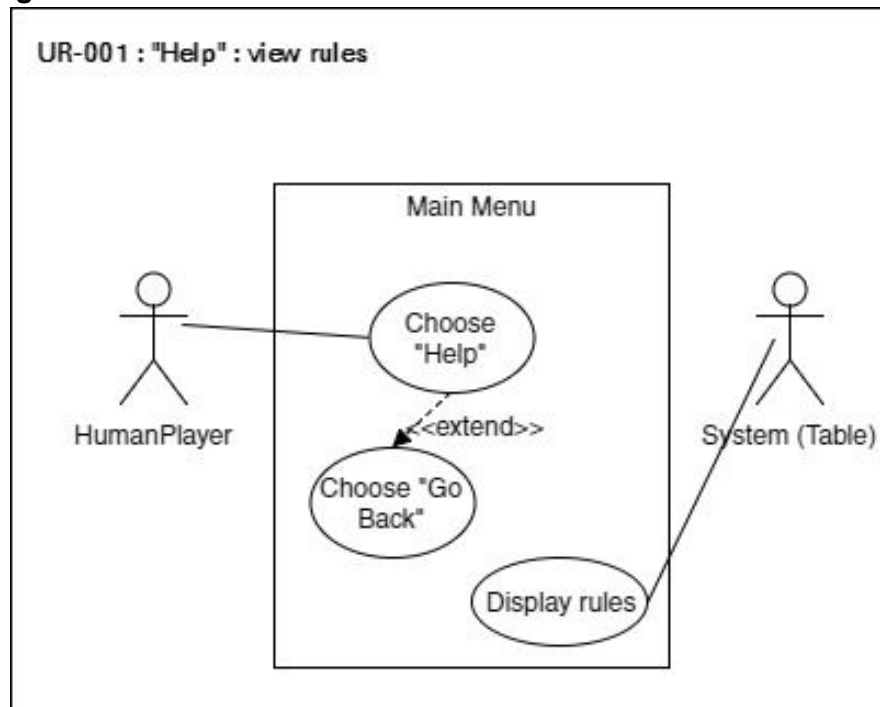 UR-001 : "Help" : view rules
Main Menu
Choose
"Help"
HumanPlayer
<<extend>>
System (Table)
Choose "Go
Back"
Display rules